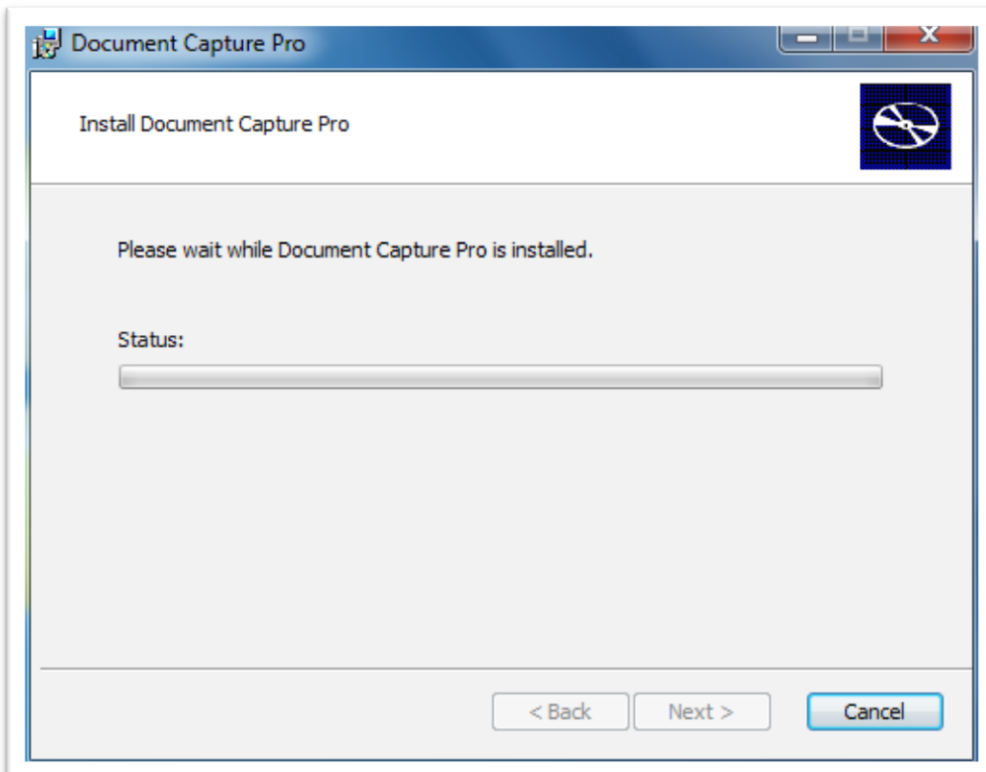 Document Capture Pro
Install Document Capture Pro
Please wait while Document Capture Pro is installed.
Status:
< Back
Next >
Cancel